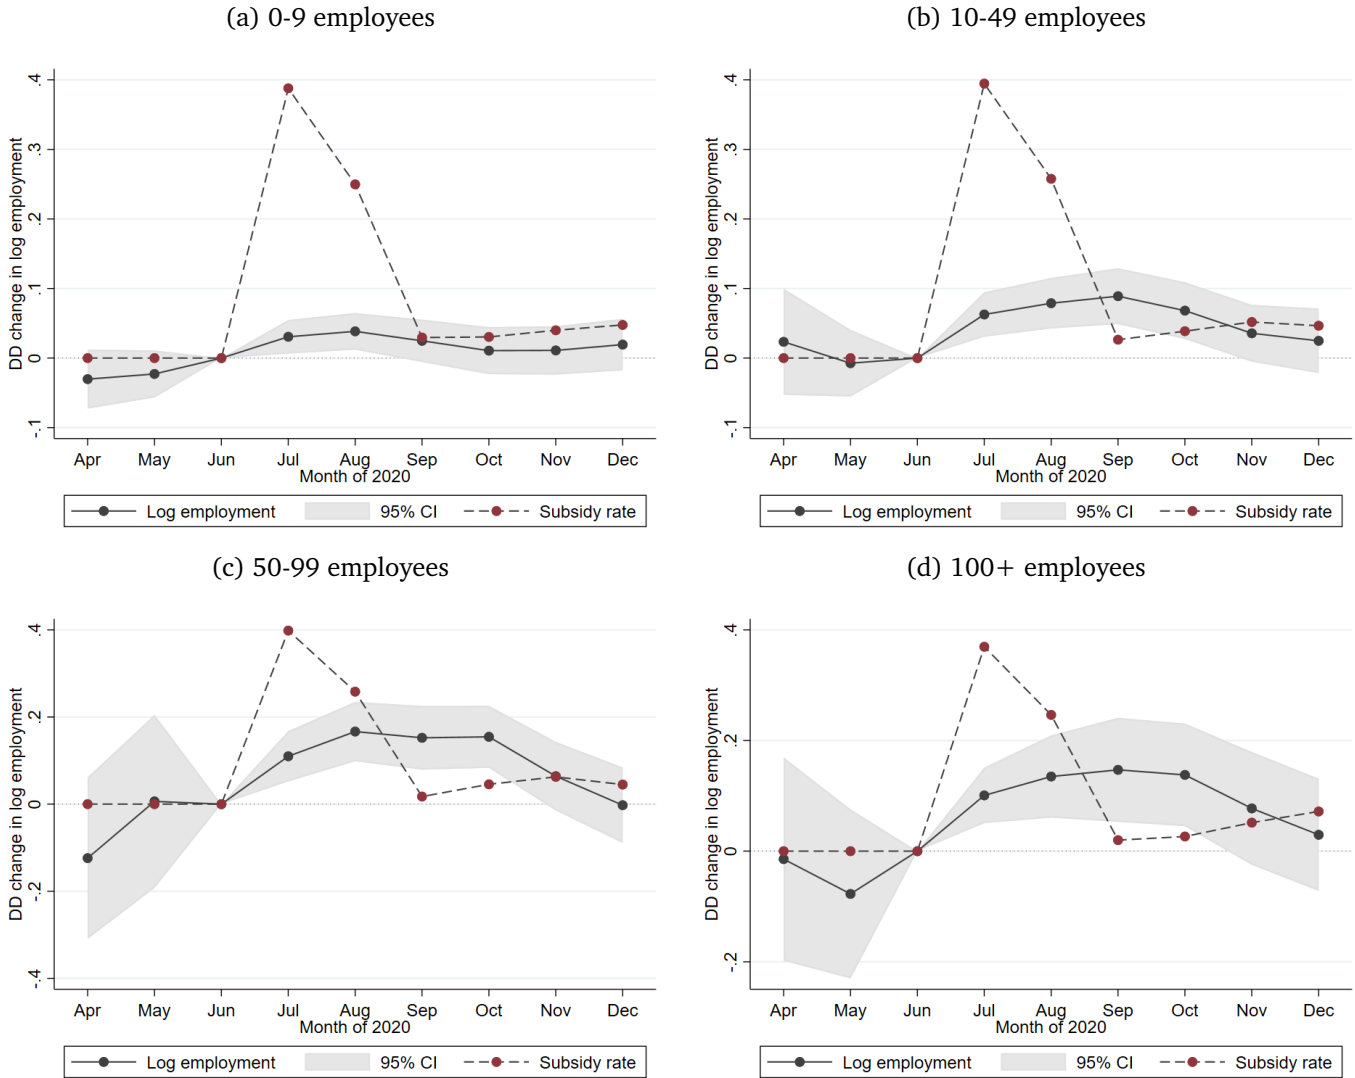 (a) 0-9 employees
DD change in log employment
.4
.3
.2
.1
0
-.1
Apr May Jun Jul Aug Sep Oct Nov Dec
Month of 2020
Log employment 95% CI Subsidy rate
(b) 10-49 employees
DD change in log employment
.4
.3
.2
.1
0
-.1
Apr May Jun Jul Aug Sep Oct Nov Dec
Month of 2020
Log employment 95% CI Subsidy rate
(c) 50-99 employees
DD change in log employment
.4
.2
0
-.2
-.4
Apr May Jun Jul Aug Sep Oct Nov Dec
Month of 2020
Log employment 95% CI Subsidy rate
(d) 100+ employees
DD change in log employment
.4
.2
0
-.2
Apr May Jun Jul Aug Sep Oct Nov Dec
Month of 2020
Log employment 95% CI Subsidy rate